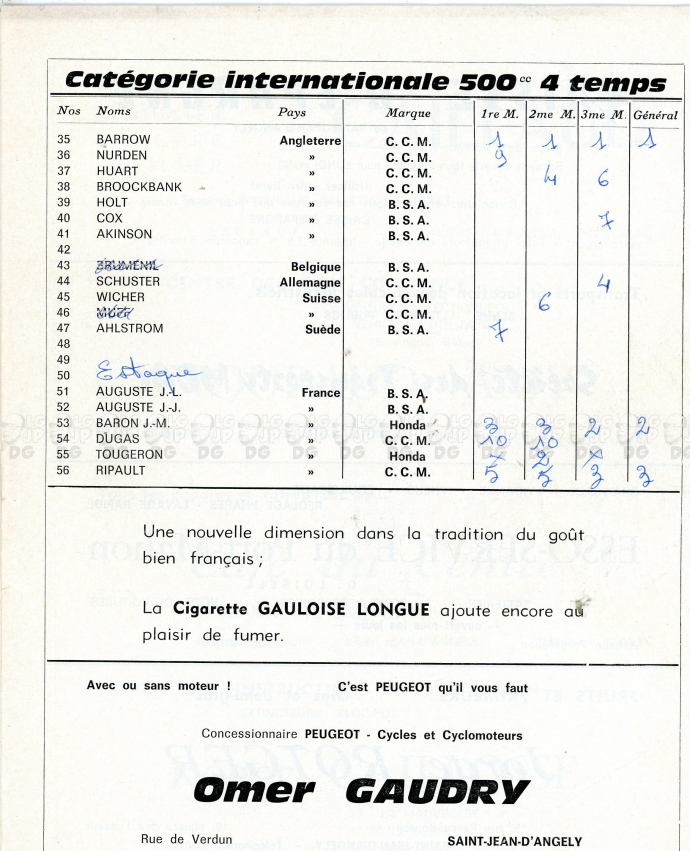 Catégorie internationale 500cc 4 temps
Nos Noms Pays Marque 1re M. 2me M. 3me M. Général
35 BARROW Angleterre C. C. M. 1 1 1 1
36 NURDEN » C. C. M. 9
37 HUART » C. C. M. 4 6
38 BROOCKBANK » C. C. M.
39 HOLT » B. S. A.
40 COX » B. S. A. 7
41 AKINSON » B. S. A.
42
43 Belgique B. S. A.
44 SCHUSTER Allemagne C. C. M. 4
45 WICHER Suisse C. C. M. 6
46 » C. C. M.
47 AHLSTROM Suède B. S. A. 7
48
49
50 Estaque
51 AUGUSTE J.-L. France B. S. A.
52 AUGUSTE J.-J. » B. S. A.
53 BARON J.-M. » Honda 3 3 2 2
54 DUGAS » C. C. M. 10 10
55 TOUGERON » Honda x 2 x
56 RIPAULT » C. C. M. 5 5 3 3
Une nouvelle dimension dans la tradition du goût
bien français ;
La Cigarette GAULOISE LONGUE ajoute encore au
plaisir de fumer.
Avec ou sans moteur ! C'est PEUGEOT qu'il vous faut
Concessionnaire PEUGEOT - Cycles et Cyclomoteurs
Omer GAUDRY
Rue de Verdun SAINT-JEAN-D'ANGELY